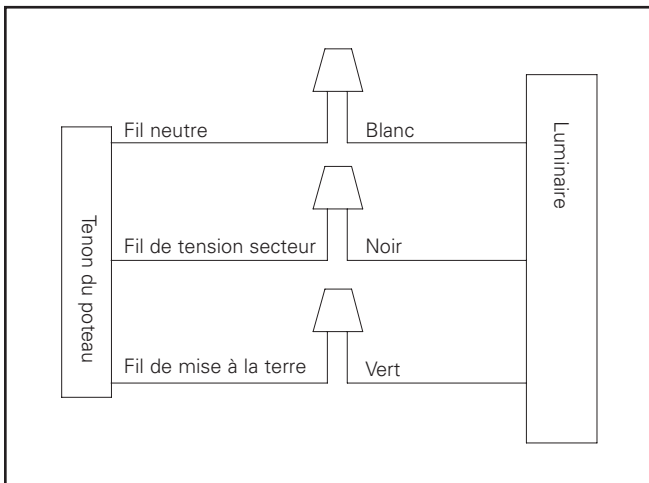 Fil neutre
Blanc
Luminaire
Tenon du poteau
Fil de tension secteur
Noir
Fil de mise à la terre
Vert